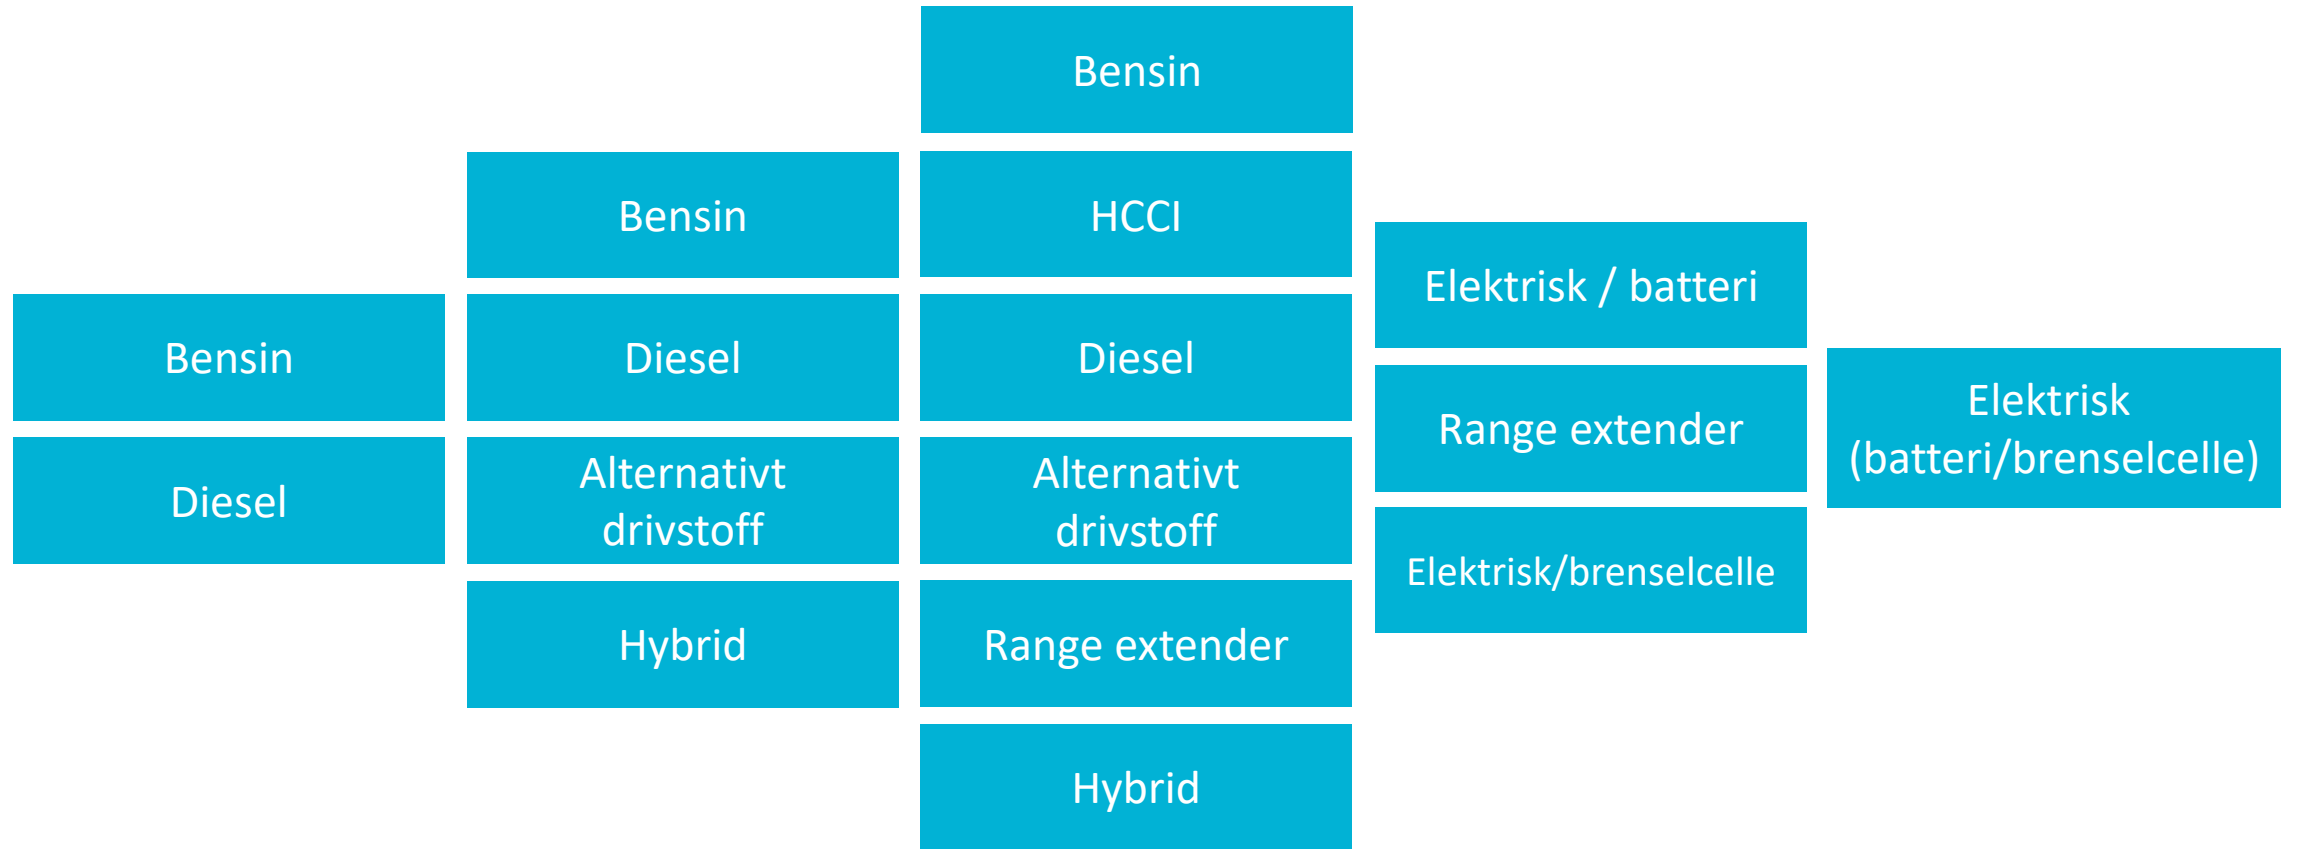 Bensin
Diesel
Bensin
Diesel
Alternativt
drivstoff
Hybrid
Bensin
HCCI
Diesel
Alternativt
drivstoff
Range extender
Hybrid
Elektrisk / batteri
Range extender
Elektrisk/brenselcelle
Elektrisk
(batteri/brenselcelle)